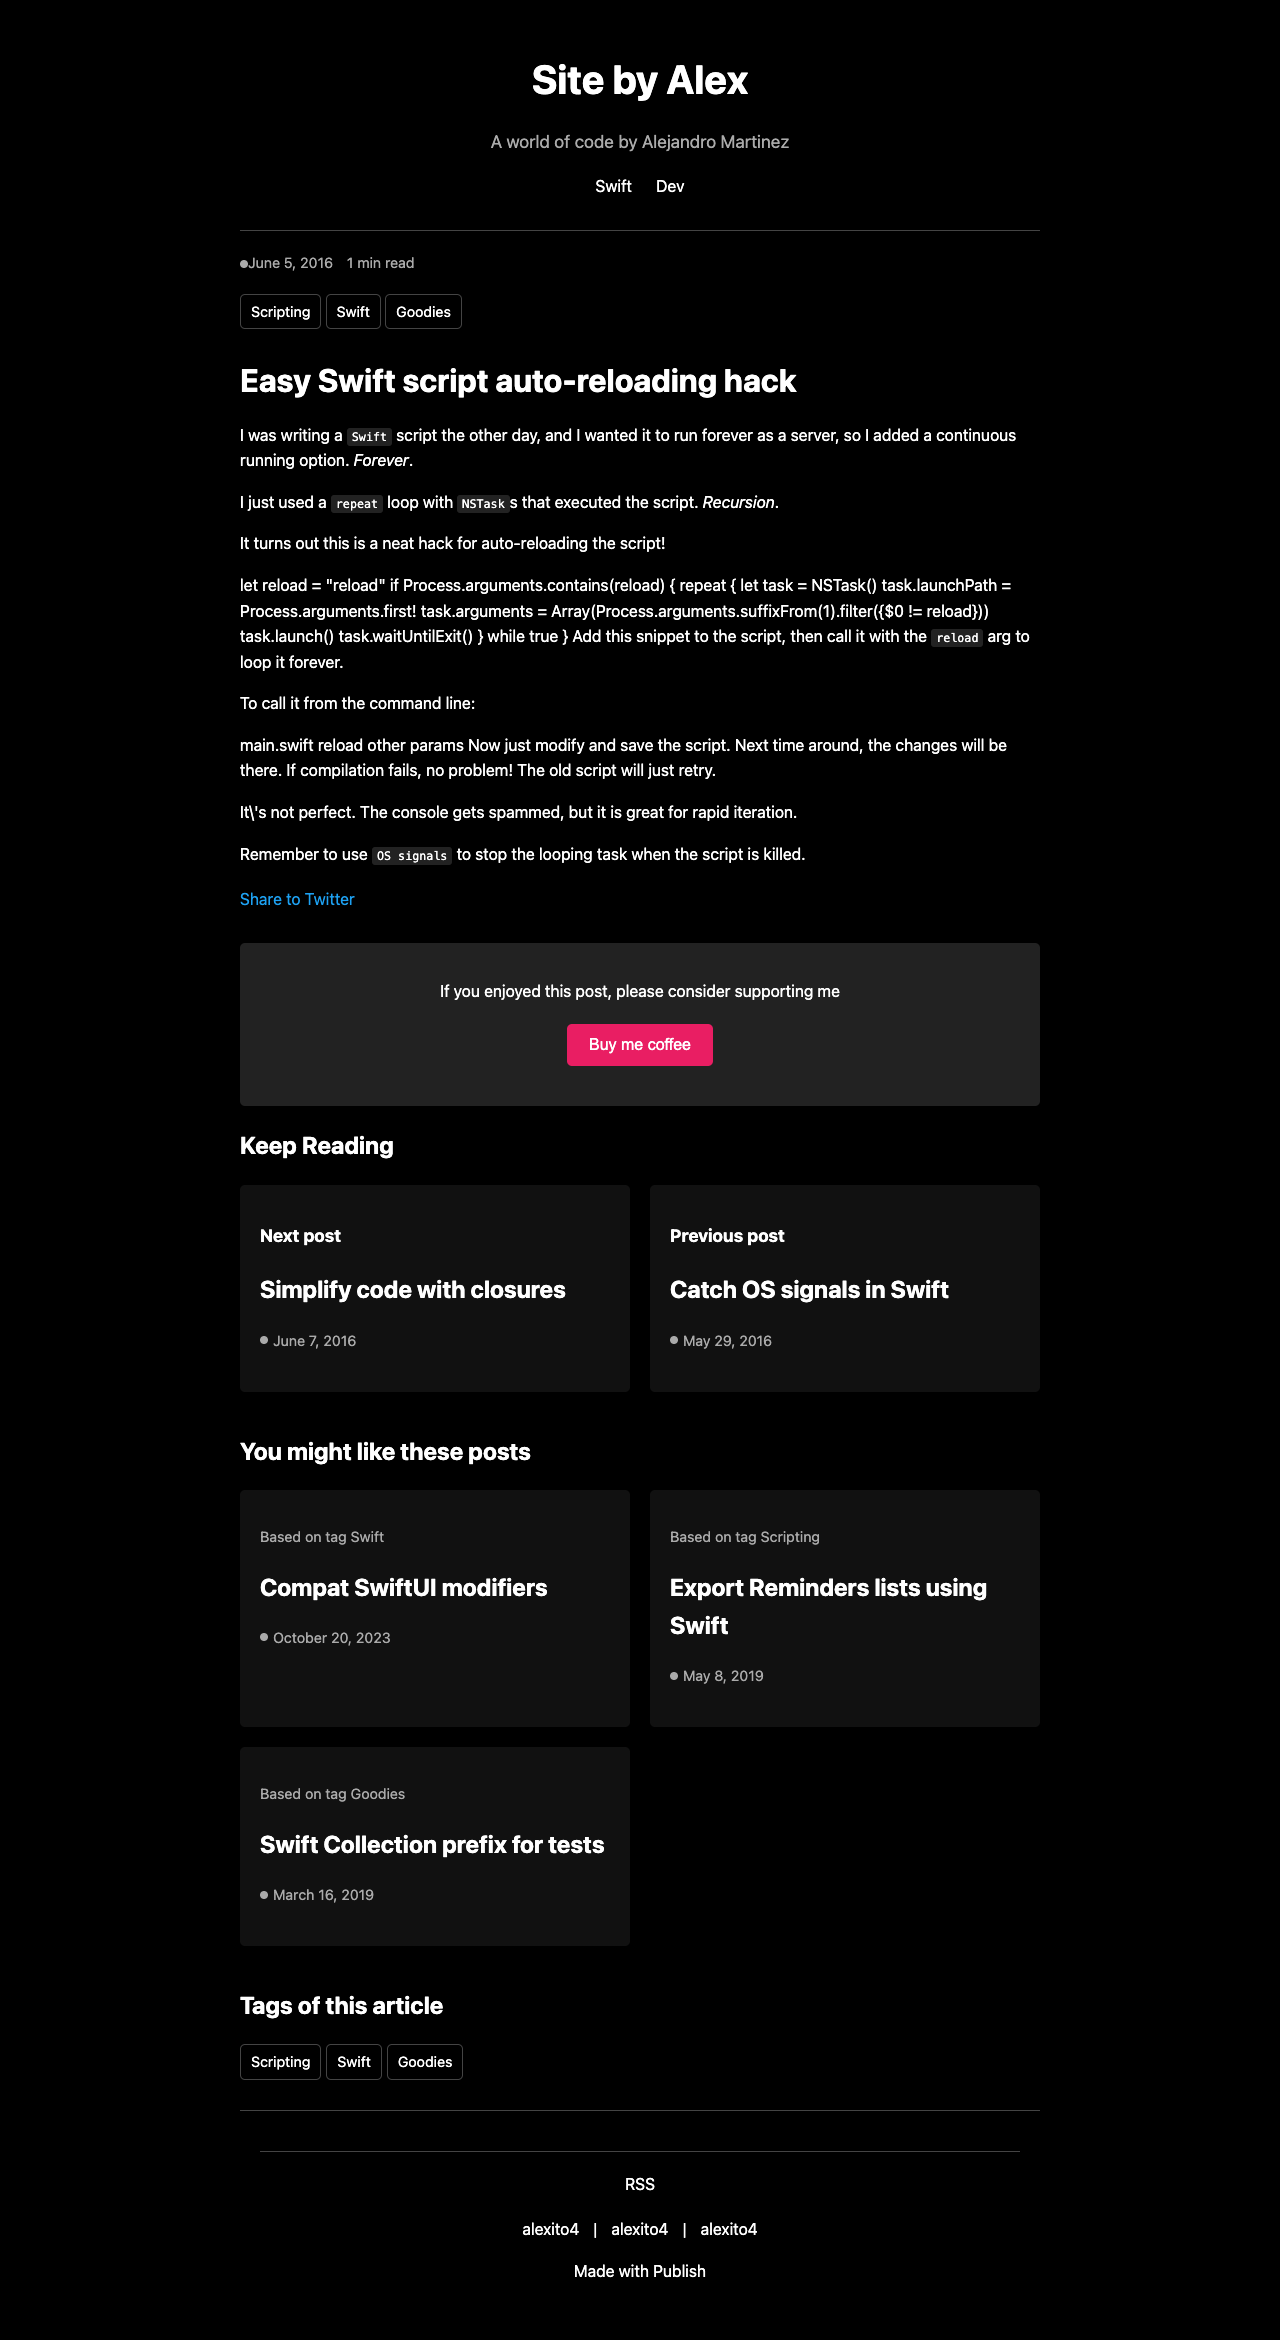 Site by Alex
A world of code by Alejandro Martinez
Swift Dev
June 5, 2016 1 min read
Scripting Swift Goodies
Easy Swift script auto-reloading hack
I was writing a Swift script the other day, and I wanted it to run forever as a server, so I added a continuous
running option. Forever.
I just used a repeat loop with NSTasks that executed the script. Recursion.
It turns out this is a neat hack for auto-reloading the script!
let reload = "reload" if Process.arguments.contains(reload) { repeat { let task = NSTask() task.launchPath =
Process.arguments.first! task.arguments = Array(Process.arguments.suffixFrom(1).filter({$0 != reload}))
task.launch() task.waitUntilExit() } while true } Add this snippet to the script, then call it with the reload arg to
loop it forever.
To call it from the command line:
main.swift reload other params Now just modify and save the script. Next time around, the changes will be
there. If compilation fails, no problem! The old script will just retry.
It\'s not perfect. The console gets spammed, but it is great for rapid iteration.
Remember to use OS signals to stop the looping task when the script is killed.
Share to Twitter
If you enjoyed this post, please consider supporting me
Buy me coffee
Keep Reading
Next post
Simplify code with closures
June 7, 2016
Previous post
Catch OS signals in Swift
May 29, 2016
You might like these posts
Based on tag Swift
Compat SwiftUI modifiers
October 20, 2023
Based on tag Scripting
Export Reminders lists using
Swift
May 8, 2019
Based on tag Goodies
Swift Collection prefix for tests
March 16, 2019
Tags of this article
Scripting Swift Goodies
RSS
alexito4 | alexito4 | alexito4
Made with Publish